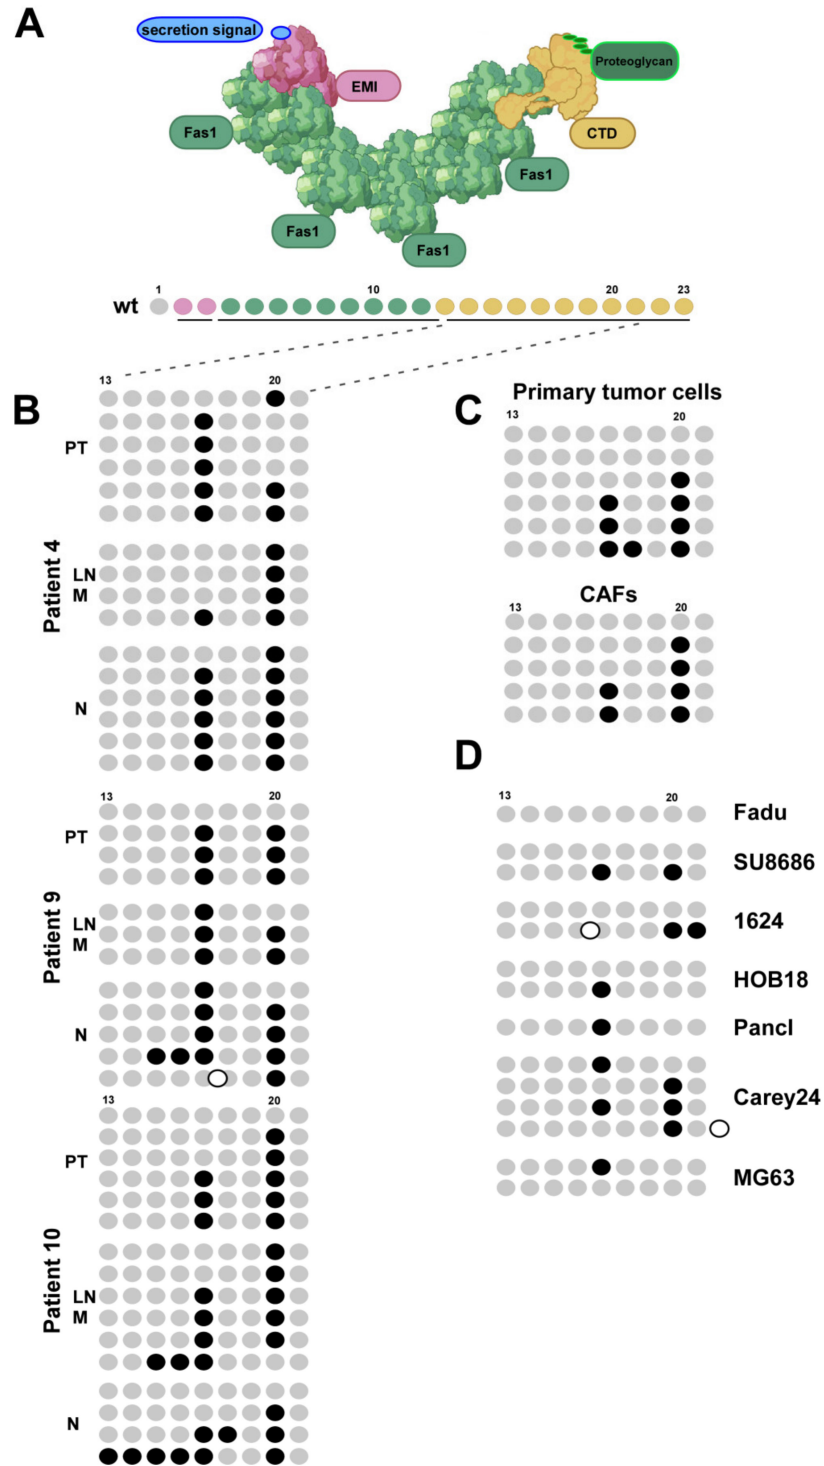 A
secretion signal
Proteoglycan
EMI
Fas1
CTD
Fas1
Fas1
Fas1
1 10 20 23
wt
B
13 20
PT
Patient 4
LN
M
N
13 20
PT
Patient 9
LN
M
N
13 20
PT
Patient 10
LN
M
N
C
Primary tumor cells
13 20
CAFs
13 20
D
13 20
Fadu
SU8686
1624
HOB18
Pancl
Carey24
MG63